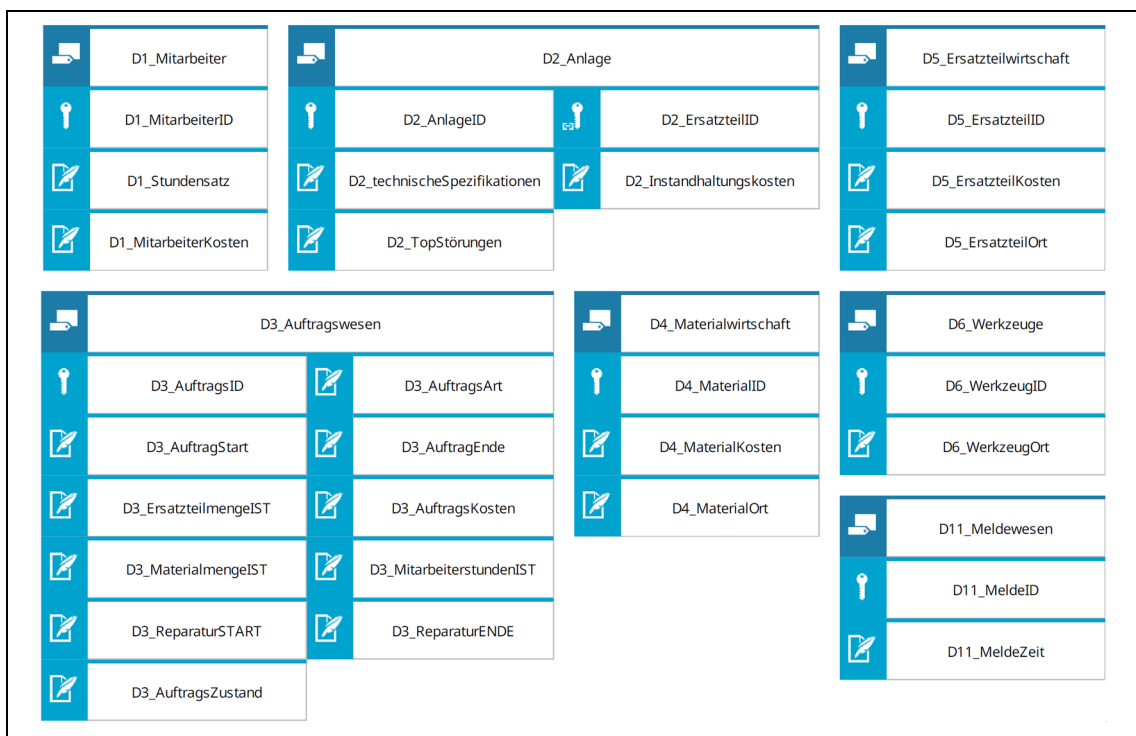 D1_Mitarbeiter
D1_MitarbeiterID
D1_Stundensatz
D1_MitarbeiterKosten
D2_Anlage
D2_AnlageID
D2_ErsatzteilID
D2_technischeSpezifikationen
D2_Instandhaltungskosten
D2_TopStörungen
D5_Ersatzteilwirtschaft
D5_ErsatzteilID
D5_ErsatzteilKosten
D5_ErsatzteilOrt
D3_Auftragswesen
D3_AuftragsID
D3_AuftragsArt
D3_AuftragStart
D3_AuftragEnde
D3_ErsatzteilmengeIST
D3_AuftragsKosten
D3_MaterialmengeIST
D3_MitarbeiterstundenIST
D3_ReparaturSTART
D3_ReparaturENDE
D3_AuftragsZustand
D4_Materialwirtschaft
D4_MaterialID
D4_MaterialKosten
D4_MaterialOrt
D6_Werkzeuge
D6_WerkzeugID
D6_WerkzeugOrt
D11_Meldewesen
D11_MeldeID
D11_MeldeZeit